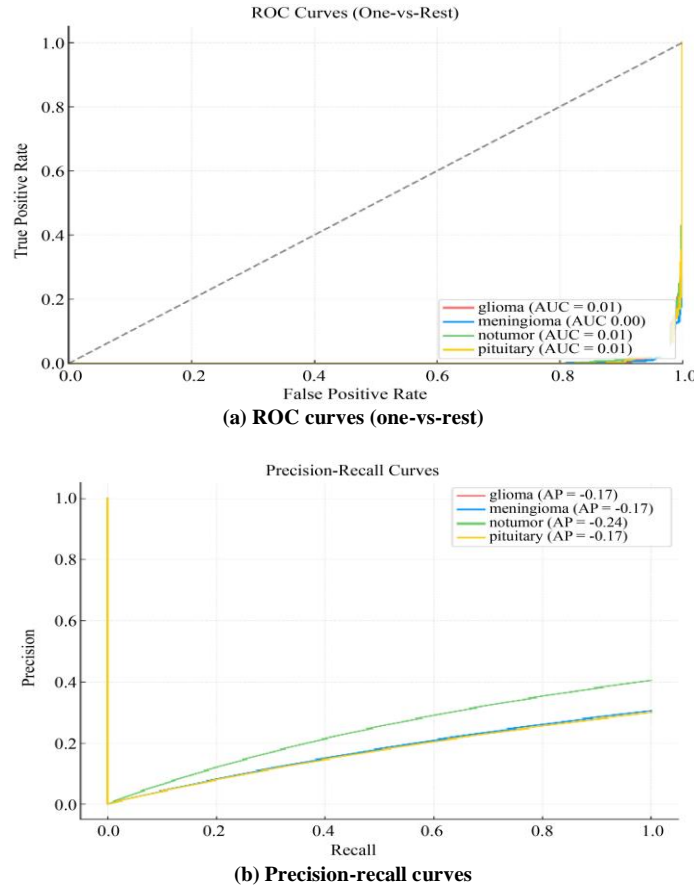 ROC Curves (One-vs-Rest)
1.0
0.8
0.6
0.4
0.2
0.0
True Positive Rate
glioma (AUC = 0.01)
meningioma (AUC 0.00)
notumor (AUC = 0.01)
pituitary (AUC = 0.01)
0.0 0.2 0.4 0.6 0.8 1.0
False Positive Rate
(a) ROC curves (one-vs-rest)
Precision-Recall Curves
glioma (AP = -0.17)
meningioma (AP = -0.17)
notumor (AP = -0.24)
pituitary (AP = -0.17)
1.0
0.8
0.6
0.4
0.2
0.0
Precision
0.0 0.2 0.4 0.6 0.8 1.0
Recall
(b) Precision-recall curves